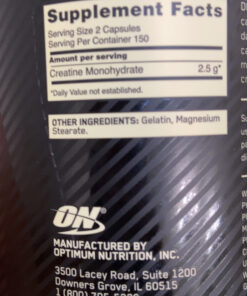 Supplement Facts
Serving Size 2 Capsules
Serving Per Container 150
Amount per serving
Creatine Monohydrate 2.5 g*
*Daily Value not established.
OTHER INGREDIENTS: Gelatin, Magnesium
Stearate.
ON
MANUFACTURED BY
OPTIMUM NUTRITION, INC.
3500 Lacey Road, Suite 1200
Downers Grove, IL 60515